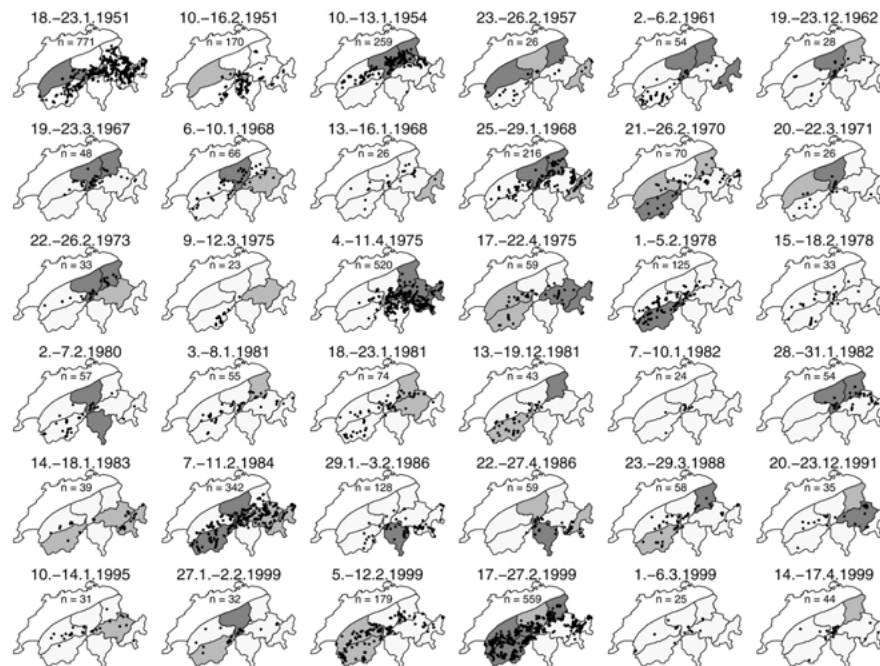 18.-23.1.1951 10.-16.2.1951 10.-13.1.1954 23.-26.2.1957 2.-6.2.1961 19.-23.12.1962
n = 771 n = 170 n = 259 n = 26 n = 54 n = 28
19.-23.3.1967 6.-10.1.1968 13.-16.1.1968 25.-29.1.1968 21.-26.2.1970 20.-22.3.1971
n = 48 n = 66 n = 26 n = 216 n = 70 n = 26
22.-26.2.1973 9.-12.3.1975 4.-11.4.1975 17.-22.4.1975 1.-5.2.1978 15.-18.2.1978
n = 33 n = 23 n = 520 n = 59 n = 125 n = 33
2.-7.2.1980 3.-8.1.1981 18.-23.1.1981 13.-19.12.1981 7.-10.1.1982 28.-31.1.1982
n = 57 n = 55 n = 74 n = 43 n = 24 n = 54
14.-18.1.1983 7.-11.2.1984 29.1.-3.2.1986 22.-27.4.1986 23.-29.3.1988 20.-23.12.1991
n = 39 n = 342 n = 128 n = 59 n = 58 n = 35
10.-14.1.1995 27.1.-2.2.1999 5.-12.2.1999 17.-27.2.1999 1.-6.3.1999 14.-17.4.1999
n = 31 n = 32 n = 179 n = 559 n = 25 n = 44